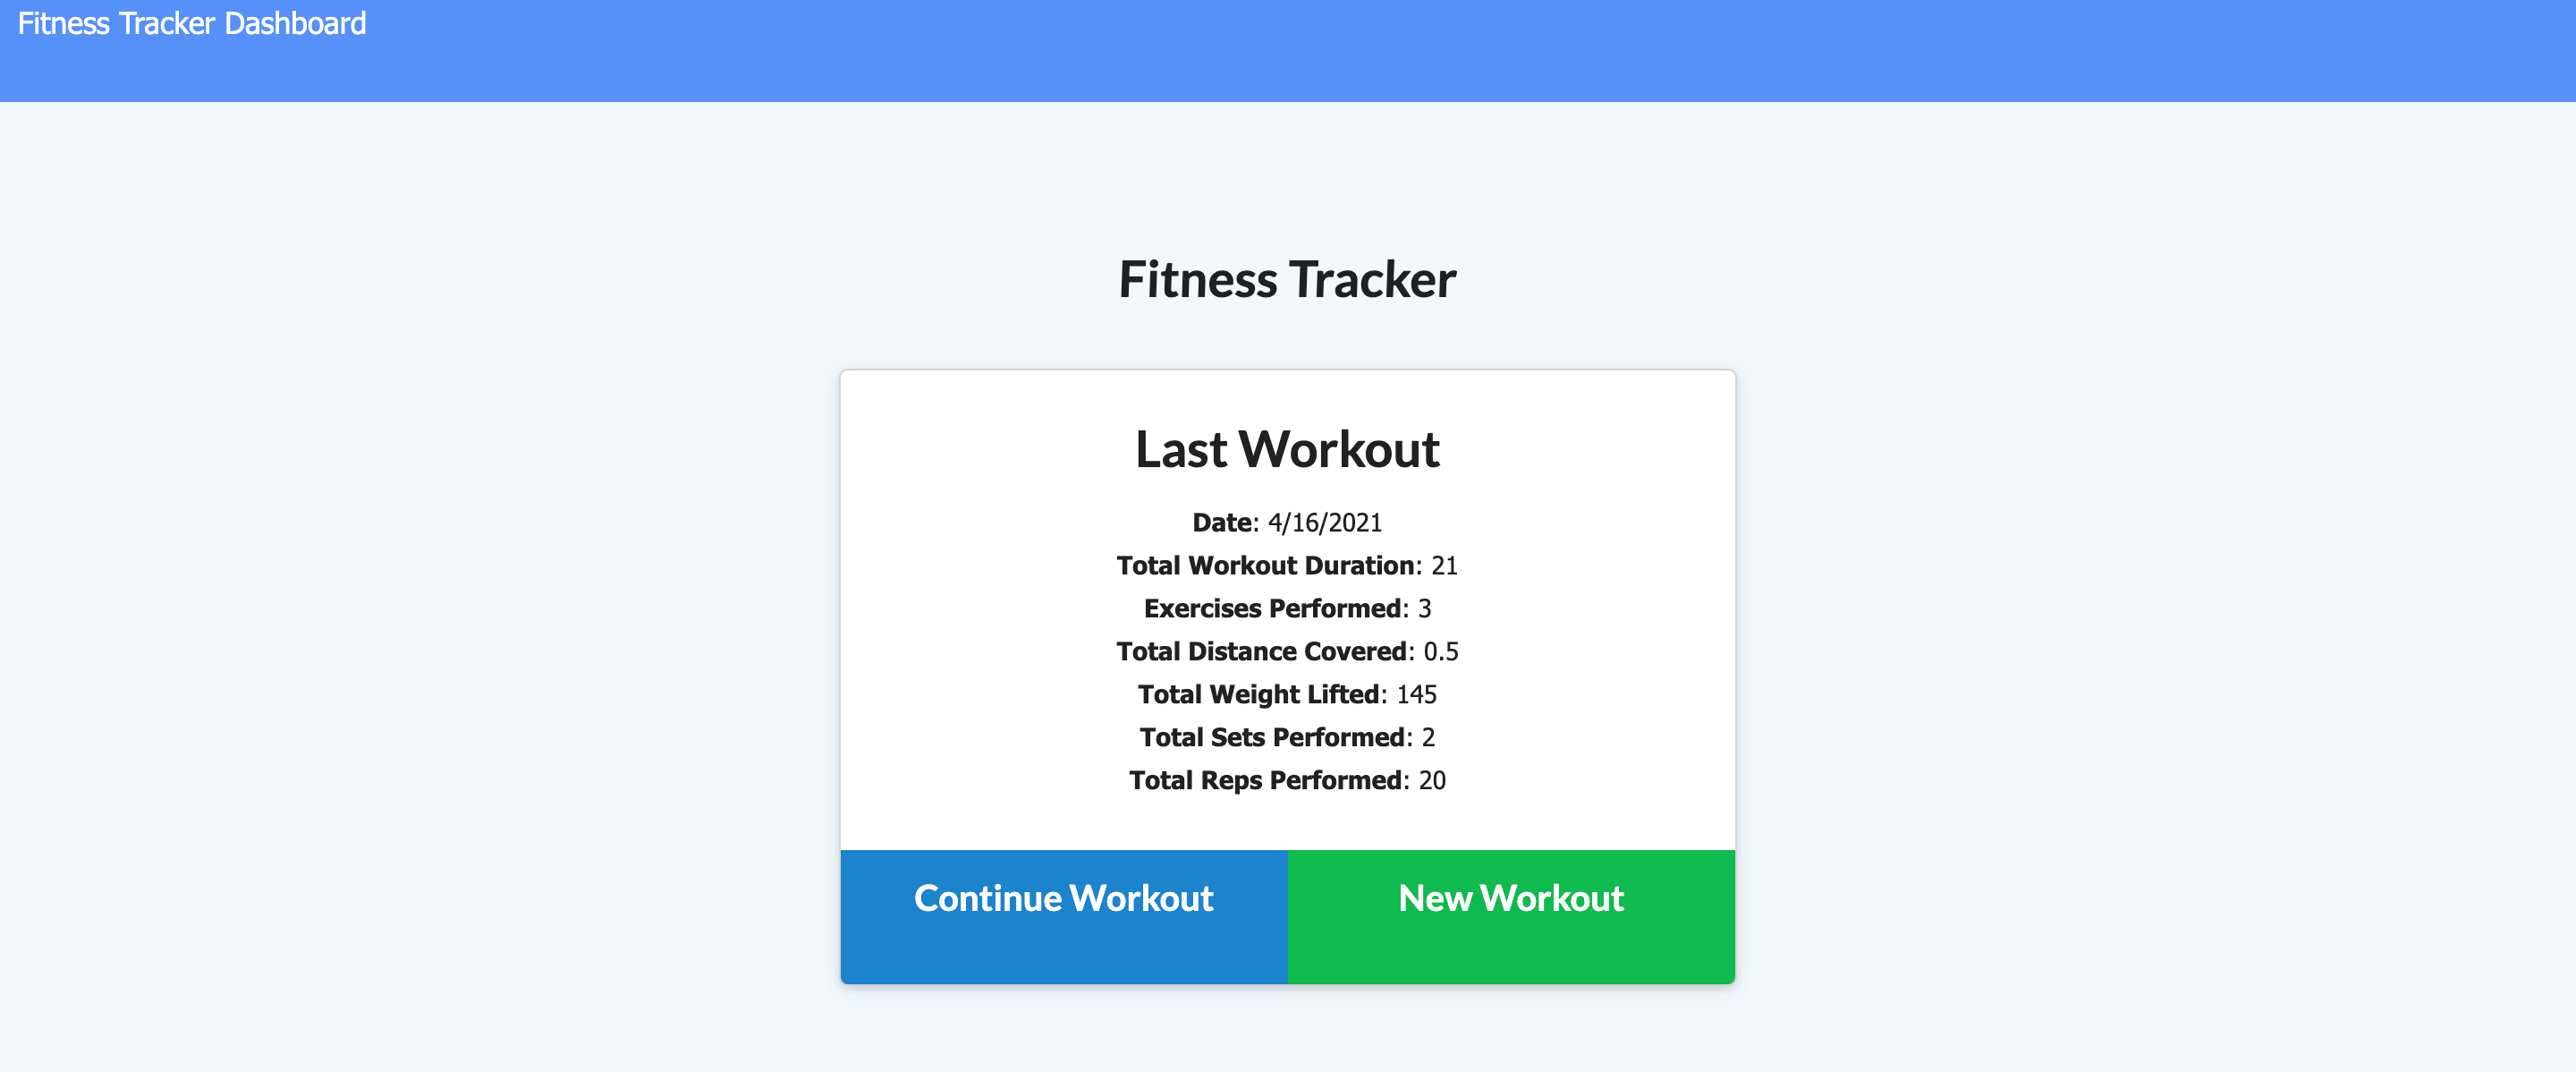 Fitness Tracker Dashboard
Fitness Tracker
Last Workout
Date: 4/16/2021
Total Workout Duration: 21
Exercises Performed: 3
Total Distance Covered: 0.5
Total Weight Lifted: 145
Total Sets Performed: 2
Total Reps Performed: 20
Continue Workout New Workout